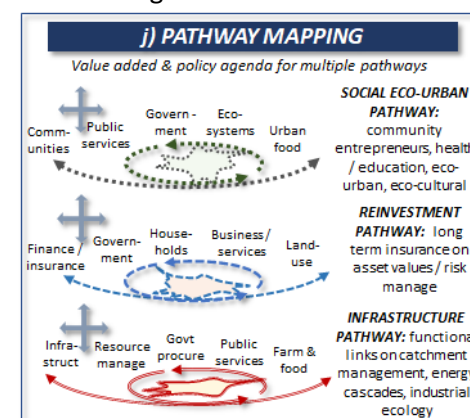 j) PATHWAY MAPPING
Value added & policy agenda for multiple pathways
Comm-
unities
Public
services
Govern-
ment
Eco-
systems
Urban
food
SOCIAL ECO-URBAN
PATHWAY:
community
entrepreneurs, health
/ education, eco-
urban, eco-cultural
Finance /
insurance
Govern-
ment
House-
holds
Business /
services
Land-
use
REINVESTMENT
PATHWAY: long
term insurance on
asset values / risk
manage
Infra-
struct
Resource
manage
Govt
procure
Public
services
Farm &
food
INFRASTRUCTURE
PATHWAY: functional
links on catchment
management, energy
cascades, industrial
ecology